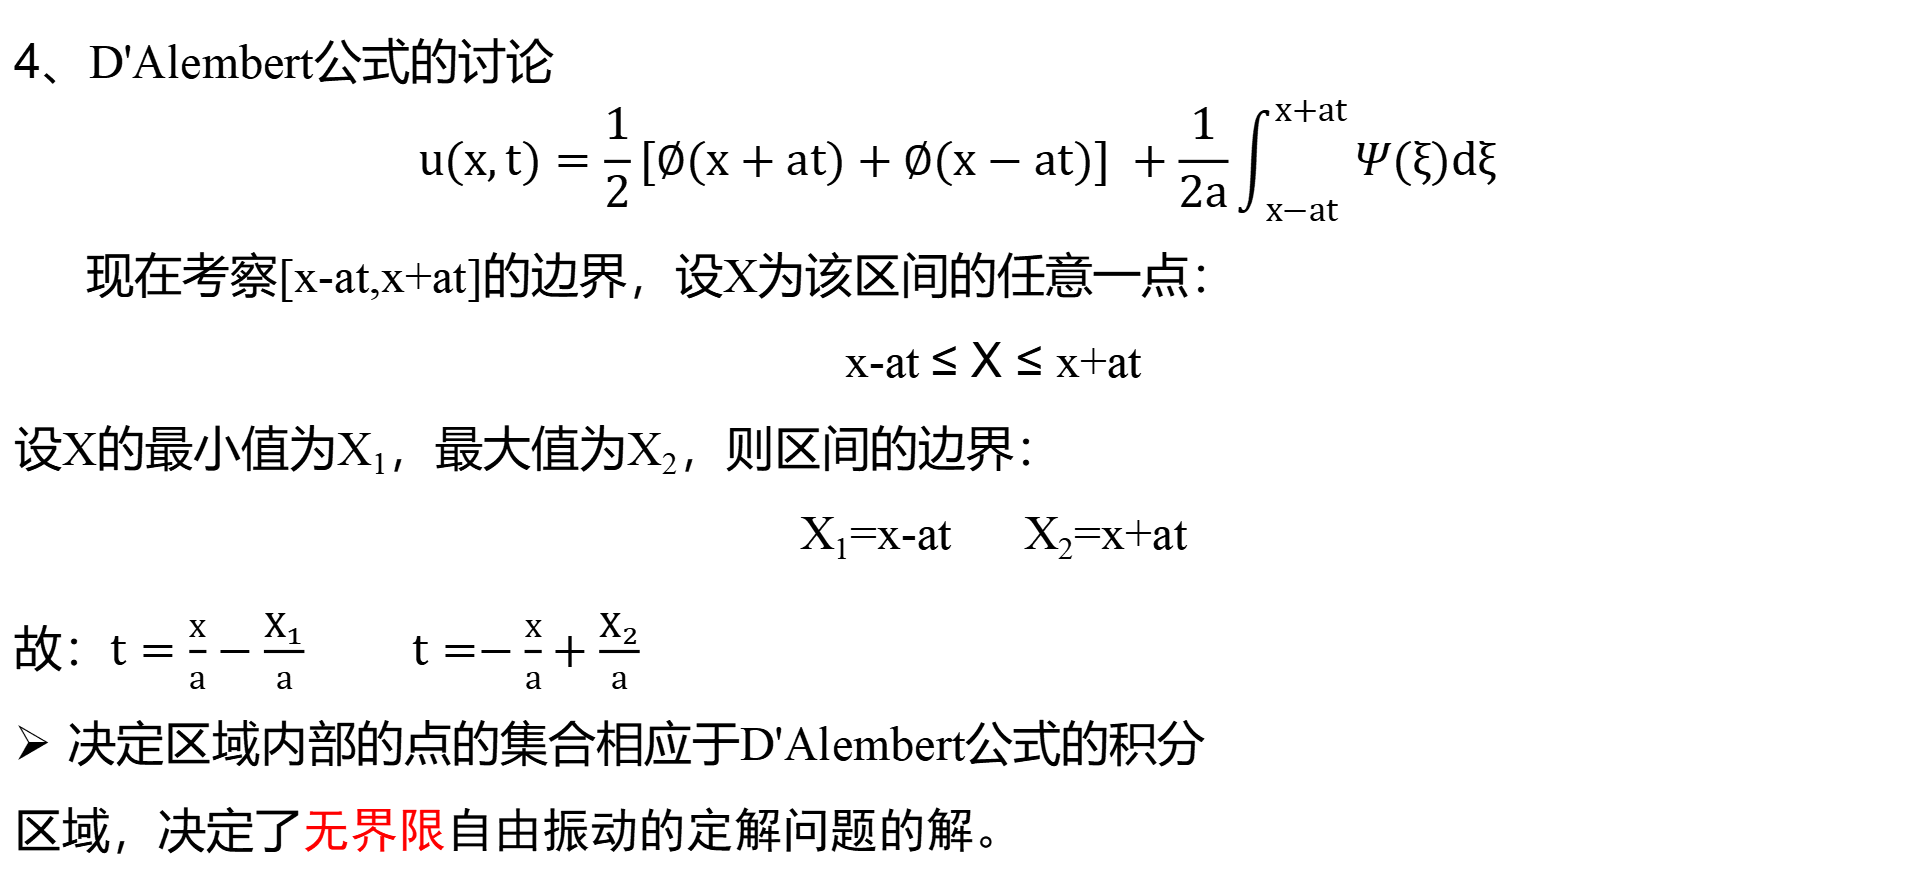 4、D'Alembert公式的讨论
u(x, t) = \frac{1}{2}[∅(x + at) + ∅(x − at)] + \frac{1}{2a}∫_{x−at}^{x+at} Ψ(ξ)dξ
现在考察[x-at,x+at]的边界，设X为该区间的任意一点：
x-at ≤ X ≤ x+at
设X的最小值为X₁，最大值为X₂，则区间的边界：
X₁=x-at X₂=x+at
故：t = \frac{x}{a} − \frac{X₁}{a} t =− \frac{x}{a} + \frac{X₂}{a}
➢ 决定区域内部的点的集合相应于D'Alembert公式的积分
区域，决定了无界限自由振动的定解问题的解。